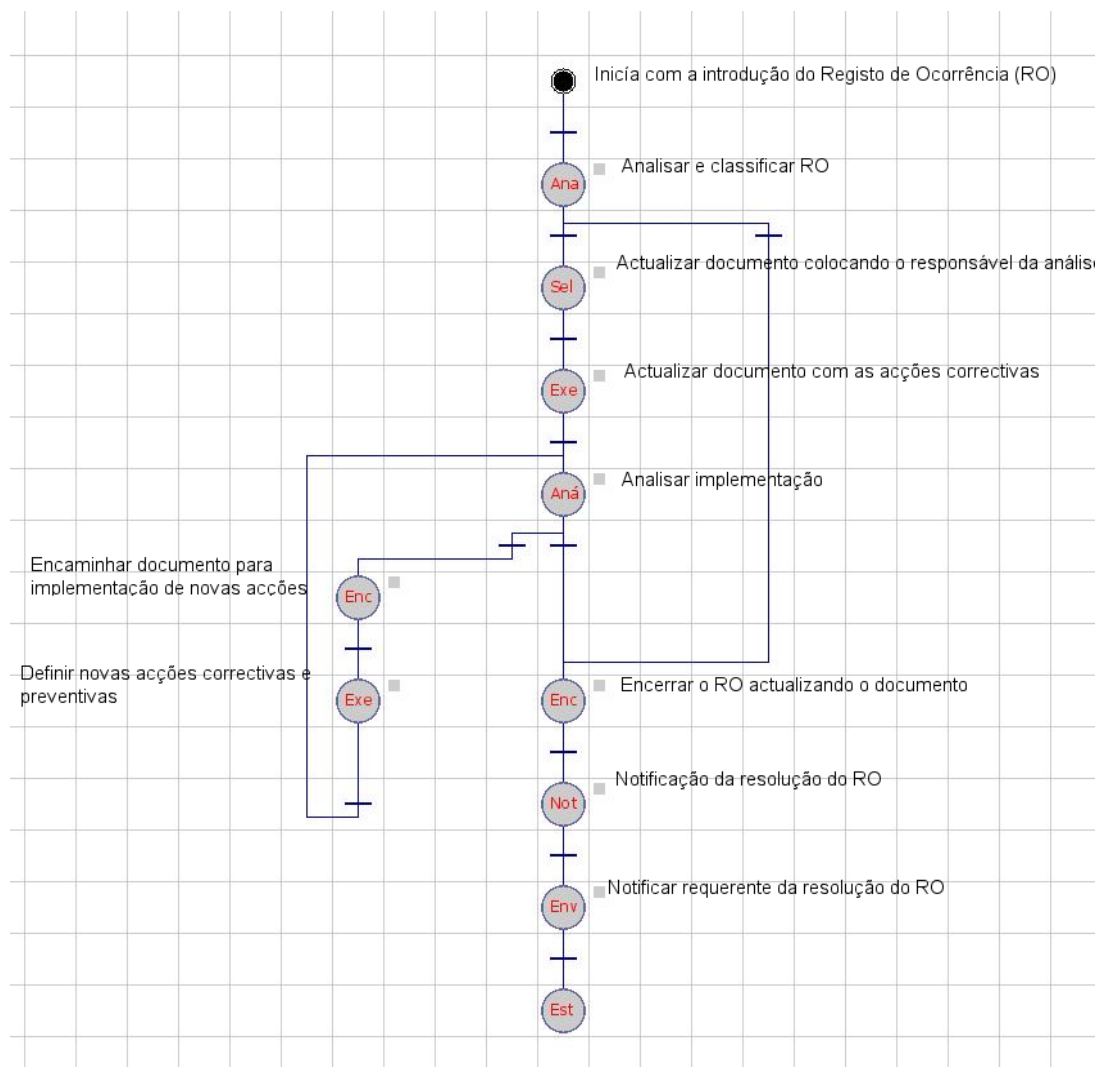 Inicía com a introdução do Registo de Ocorrência (RO)
Ana
Analisar e classificar RO
Sel
Actualizar documento colocando o responsável da análise
Exe
Actualizar documento com as acções correctivas
Aná
Analisar implementação
Encaminhar documento para
implementação de novas acções
Enc
Definir novas acções correctivas e
preventivas
Exe
Enc
Encerrar o RO actualizando o documento
Not
Notificação da resolução do RO
Env
Notificar requerente da resolução do RO
Est